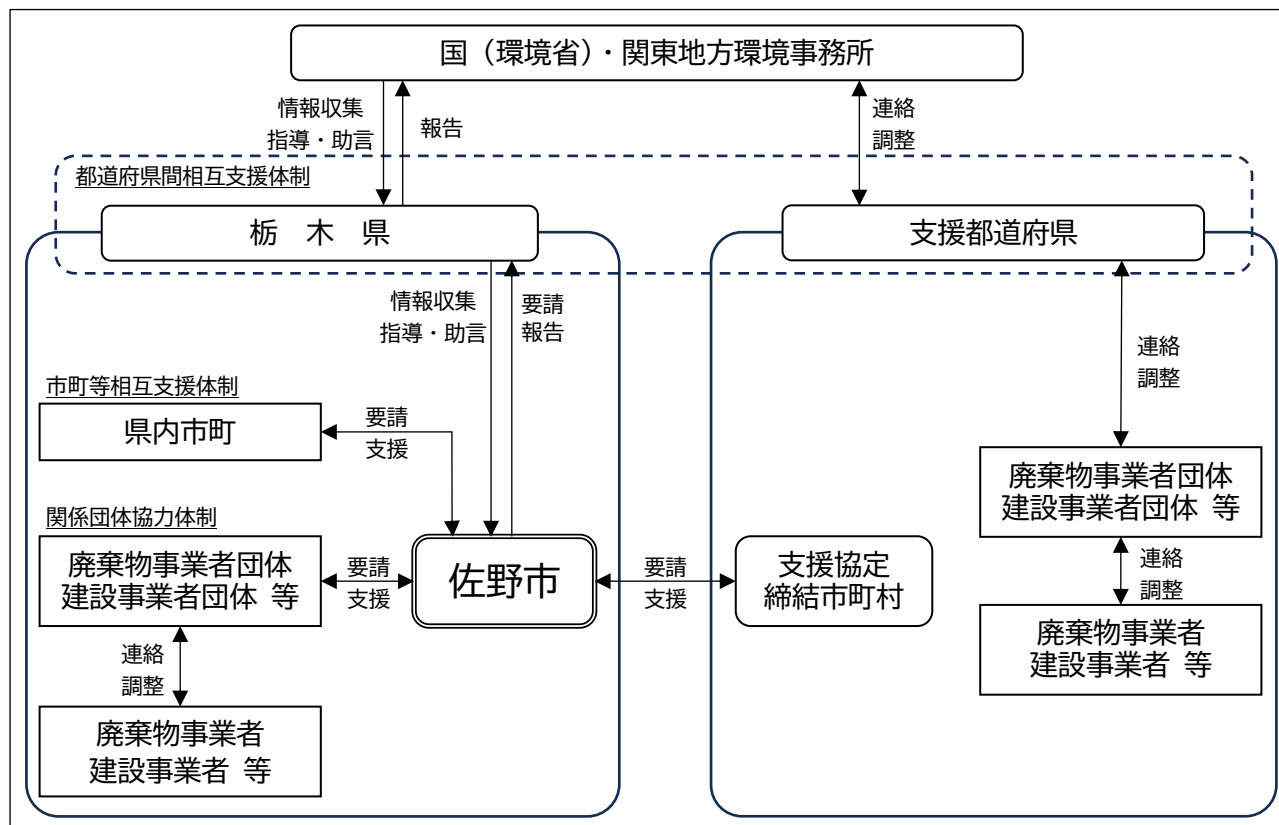 国（環境省）・関東地方環境事務所
情報収集
指導・助言
報告
連絡
調整
都道府県間相互支援体制
栃　木　県
支援都道府県
情報収集
指導・助言
要請
報告
連絡
調整
市町等相互支援体制
県内市町
要請
支援
廃棄物事業者団体
建設事業者団体 等
関係団体協力体制
廃棄物事業者団体
建設事業者団体 等
要請
支援
佐野市
要請
支援
支援協定
締結市町村
連絡
調整
廃棄物事業者
建設事業者 等
連絡
調整
廃棄物事業者
建設事業者 等